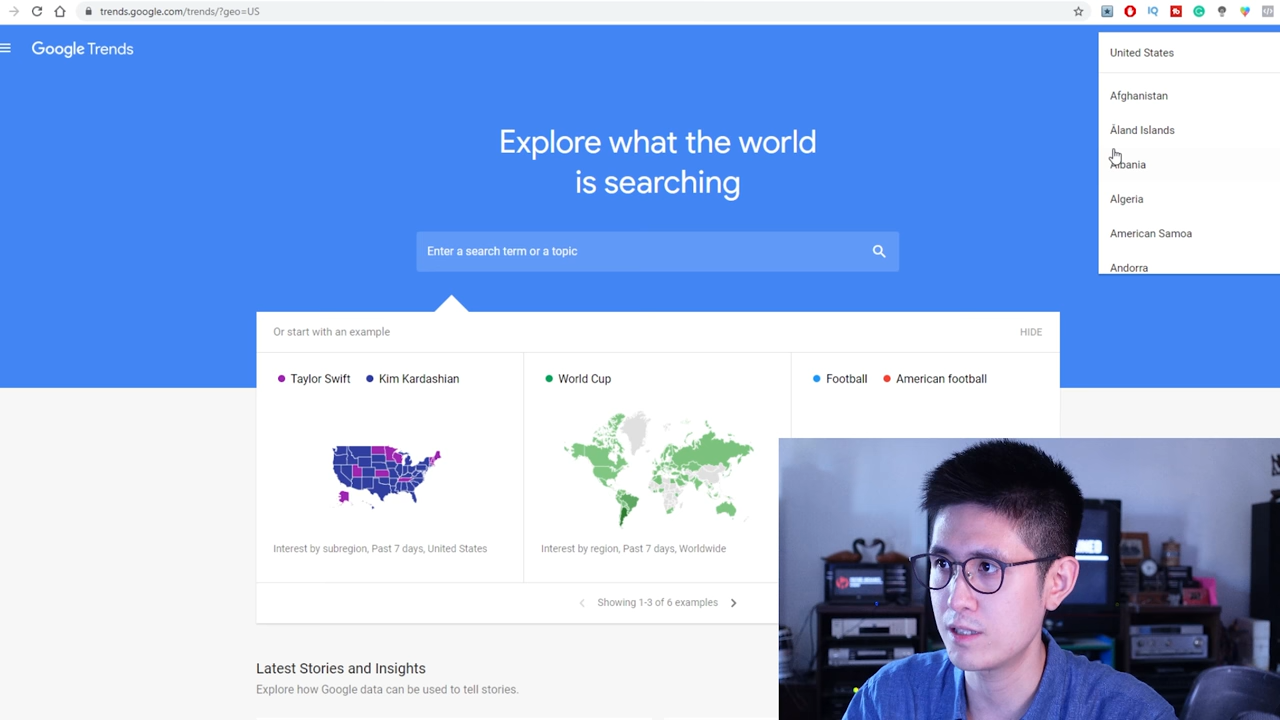 trends.google.com/trends/?geo=US
Google Trends
United States
Afghanistan
Åland Islands
Albania
Algeria
American Samoa
Andorra
Explore what the world
is searching
Enter a search term or a topic
Or start with an example
HIDE
Taylor Swift
Kim Kardashian
World Cup
Football
American football
Interest by subregion, Past 7 days, United States
Interest by region, Past 7 days, Worldwide
Showing 1-3 of 6 examples
Latest Stories and Insights
Explore how Google data can be used to tell stories.